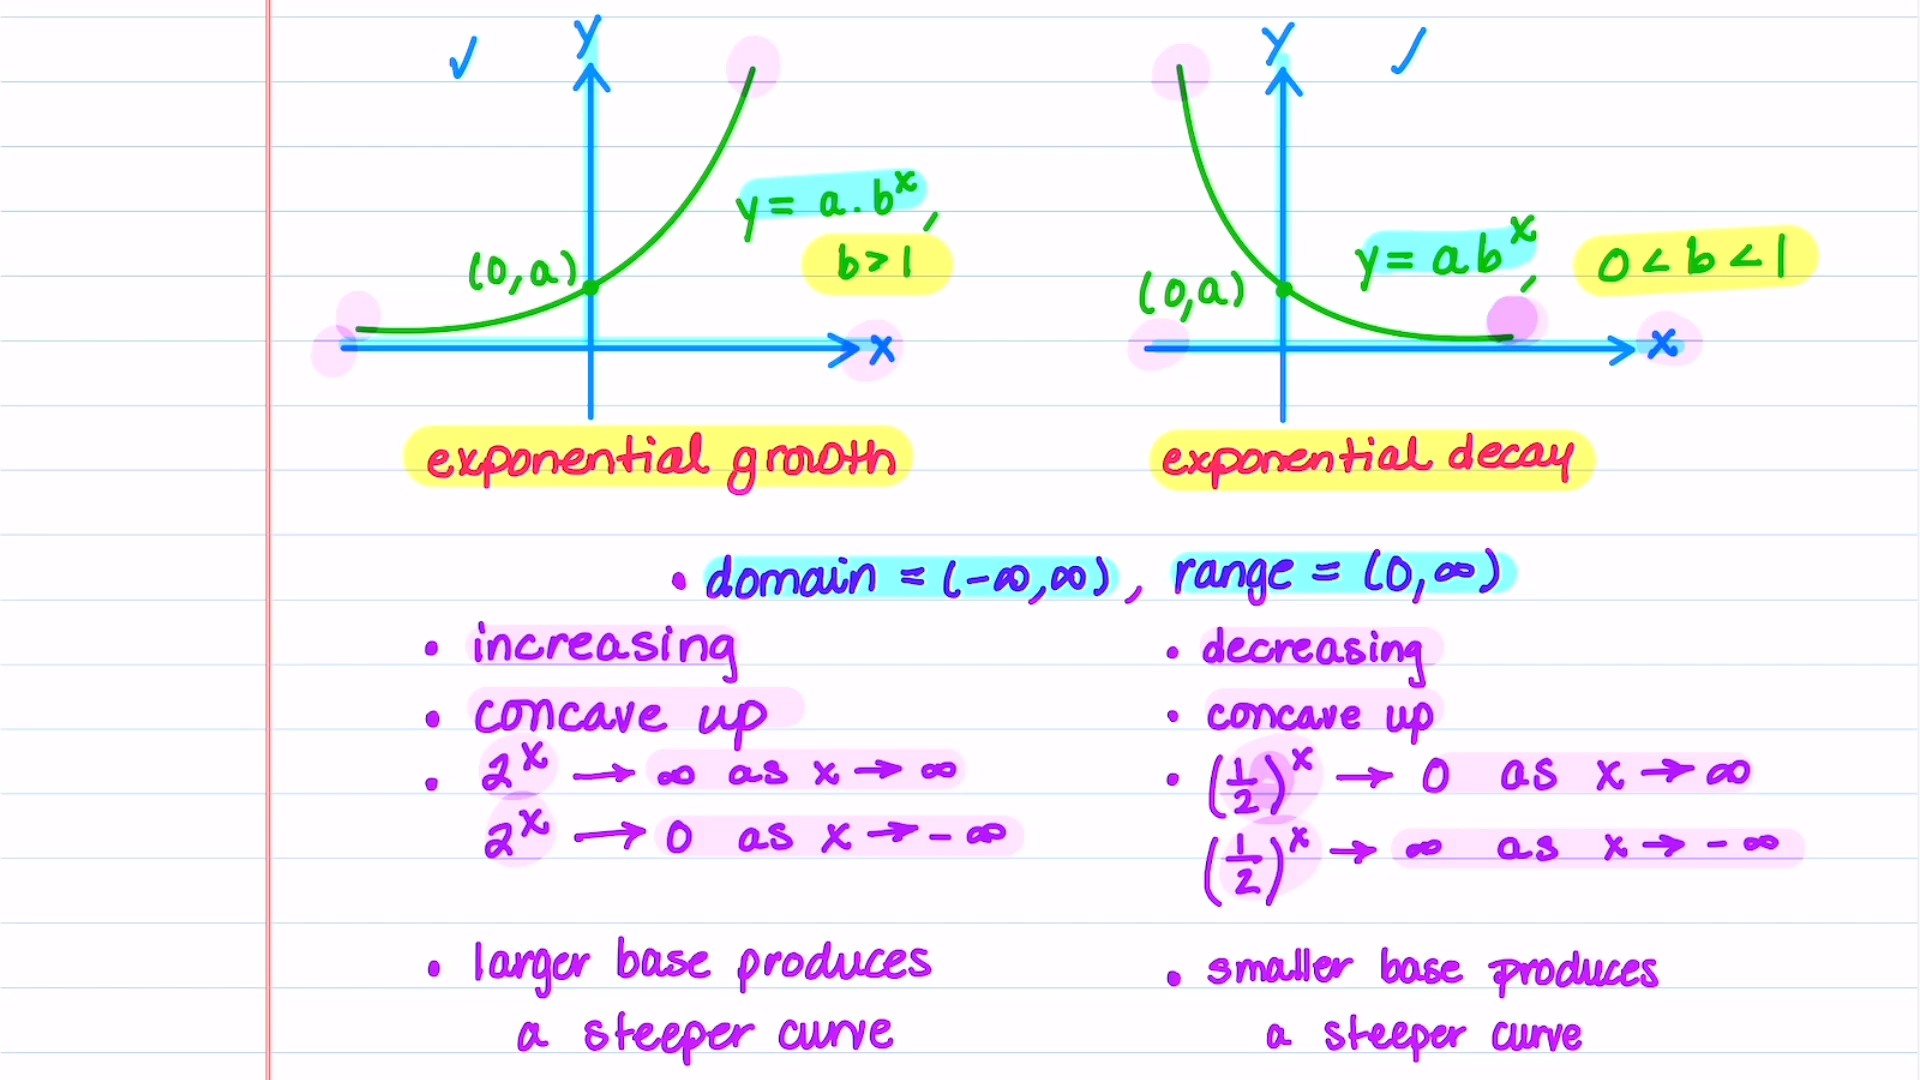 y
y
y = a.b^x,
b > 1
(0,a)
x
y = ab^x, 0 < b < 1
(0,a)
x
exponential growth
exponential decay
• domain = (-∞,∞), range = (0,∞)
• increasing
• concave up
• 2^x → ∞ as x → ∞
2^x → 0 as x → -∞
• larger base produces
a steeper curve
• decreasing
• concave up
• (1/2)^x → 0 as x → ∞
(1/2)^x → ∞ as x → -∞
• smaller base produces
a steeper curve